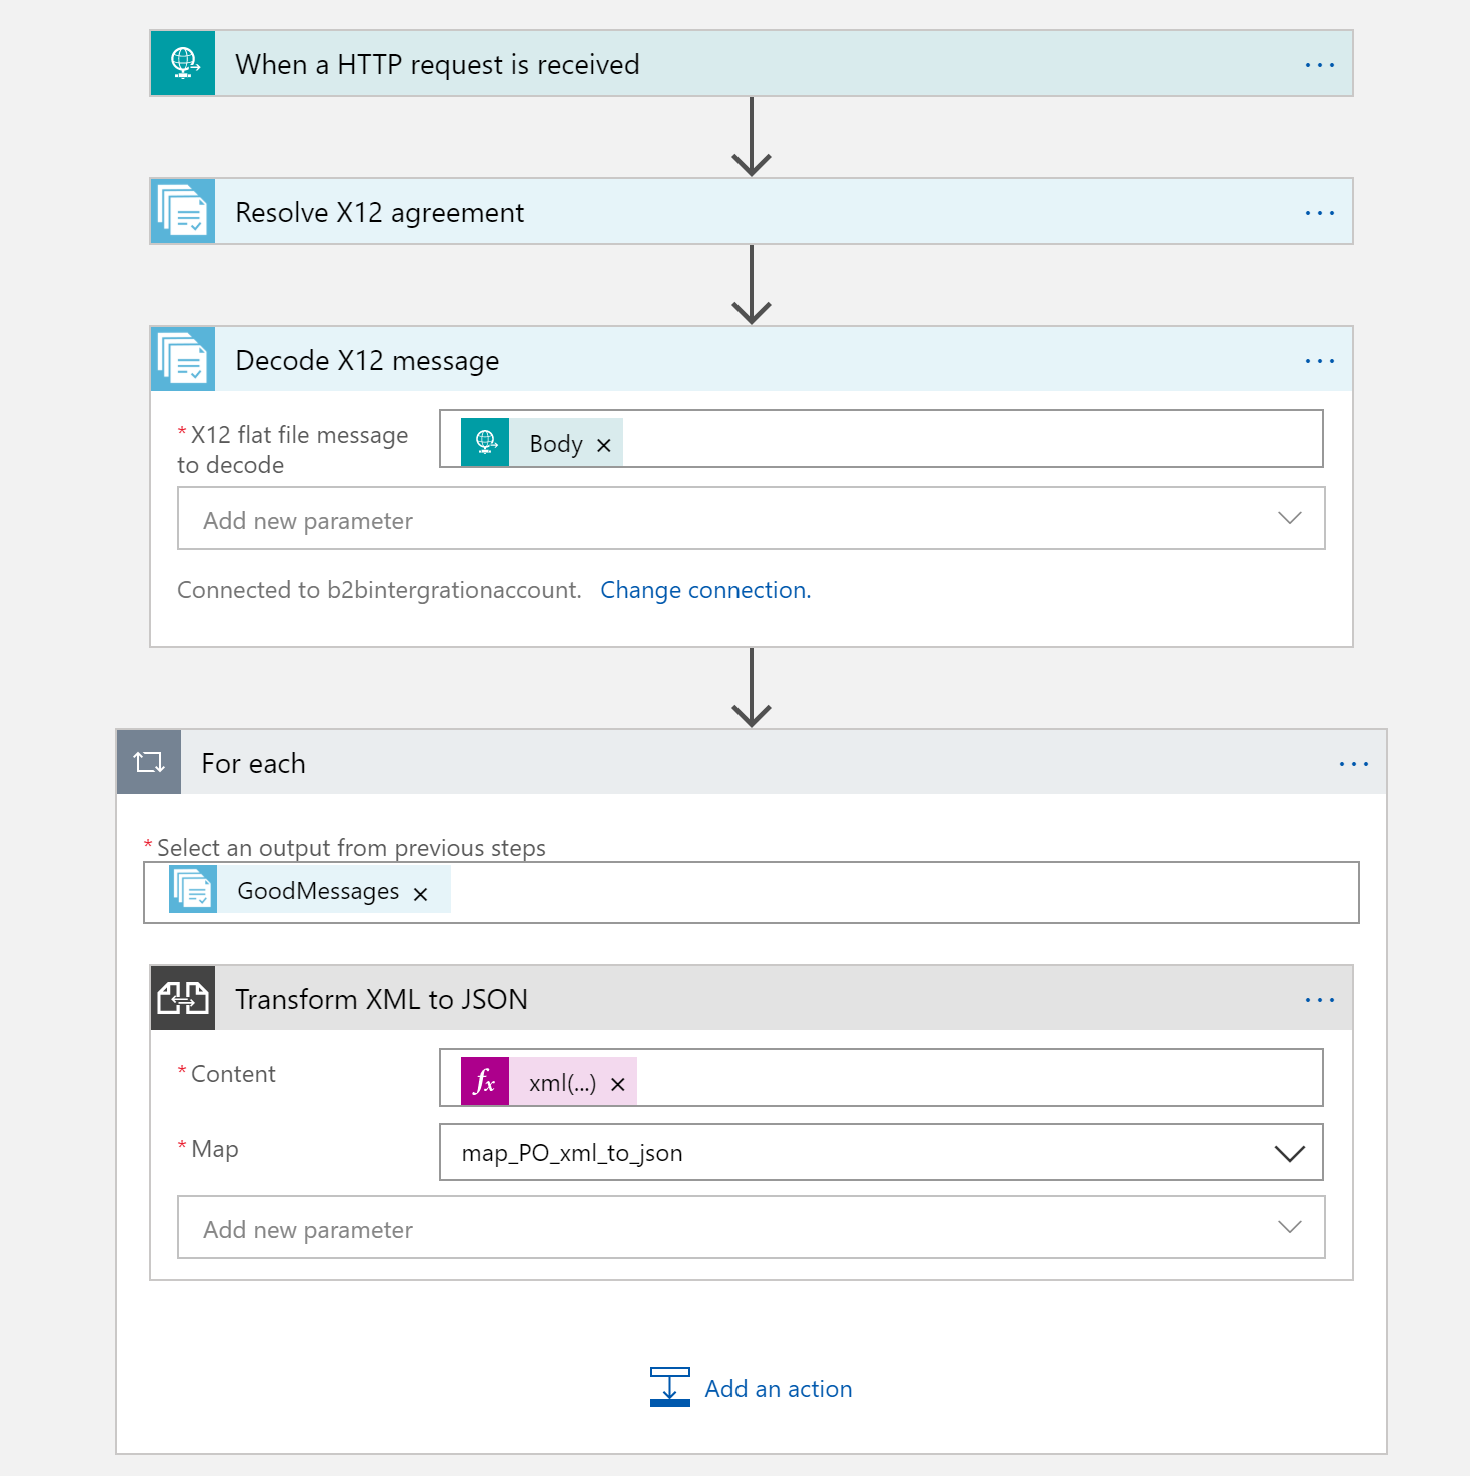 When a HTTP request is received
Resolve X12 agreement
Decode X12 message
* X12 flat file message
to decode
Body ×
Add new parameter
Connected to b2bintergrationaccount. Change connection.
For each
* Select an output from previous steps
GoodMessages ×
Transform XML to JSON
* Content
fx xml(...) ×
* Map
map_PO_xml_to_json
Add new parameter
Add an action